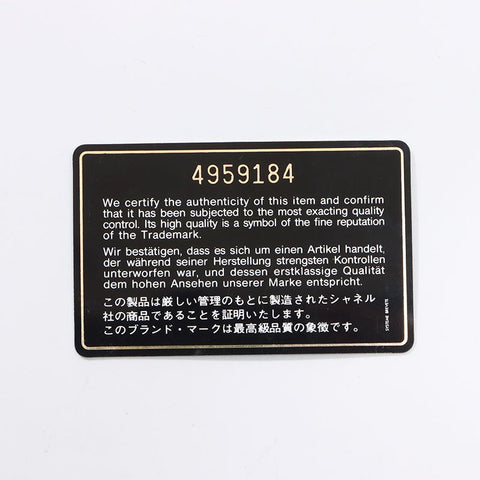 4959184
We certify the authenticity of this item and confirm
that it has been subjected to the most exacting quality
control. Its high quality is a symbol of the fine reputation
of the Trademark.
Wir bestätigen, dass es sich um einen Artikel handelt,
der während seiner Herstellung strengsten Kontrollen
unterworfen war, und dessen erstklassige Qualität
dem hohen Ansehen unserer Marke entspricht.
この製品は厳しい管理のもとに製造されたシャネル
社の商品であることを証明いたします。
このブランド・マークは最高級品質の象徴です。
SYSTEME BREVETE